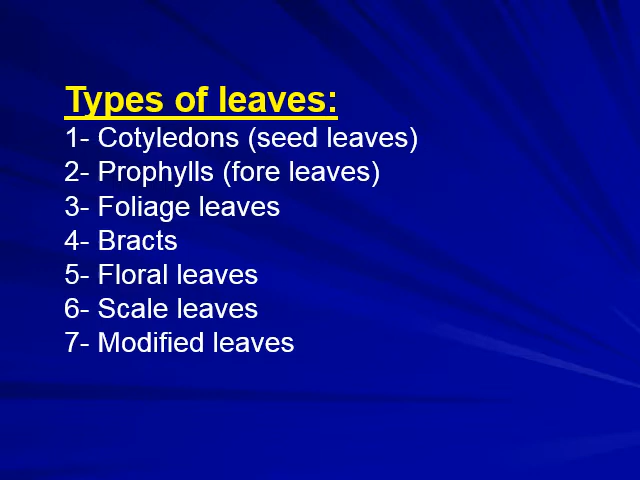 Types of leaves:
1- Cotyledons (seed leaves)
2- Prophylls (fore leaves)
3- Foliage leaves
4- Bracts
5- Floral leaves
6- Scale leaves
7- Modified leaves